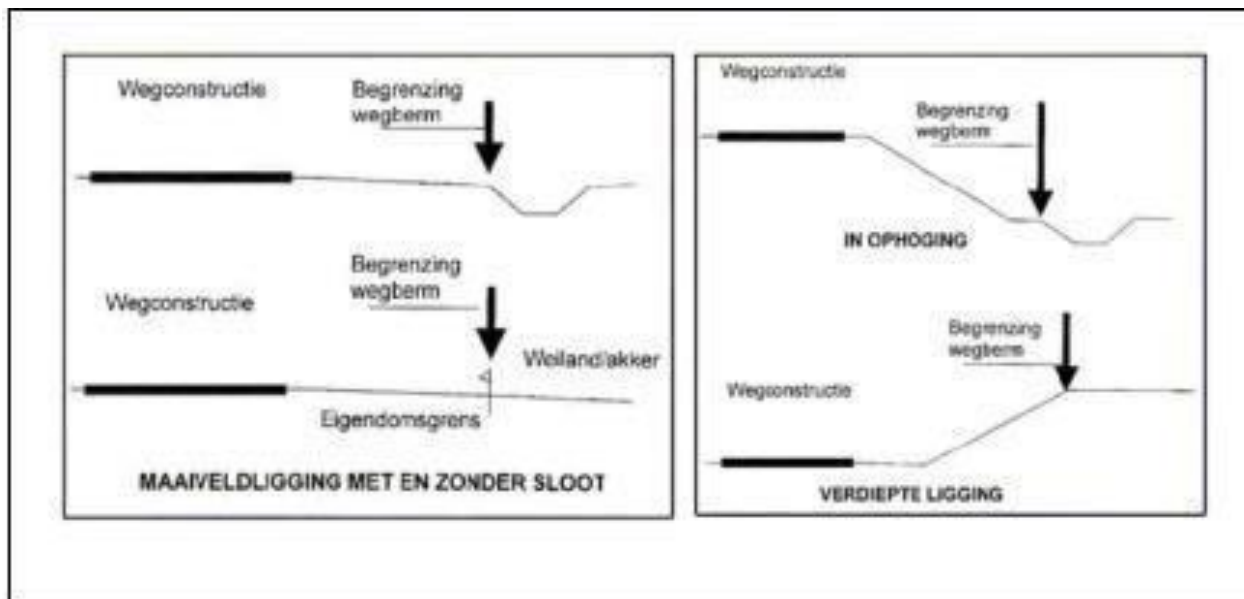 Wegconstructie
Begrenzing
wegberm
Wegconstructie
Begrenzing
wegberm
Weiland/akker
Eigendomsgrens
MAAIVELDLIGGING MET EN ZONDER SLOOT
Wegconstructie
Begrenzing
wegberm
IN OPHOGING
Begrenzing
wegberm
Wegconstructie
VERDIEPTE LIGGING